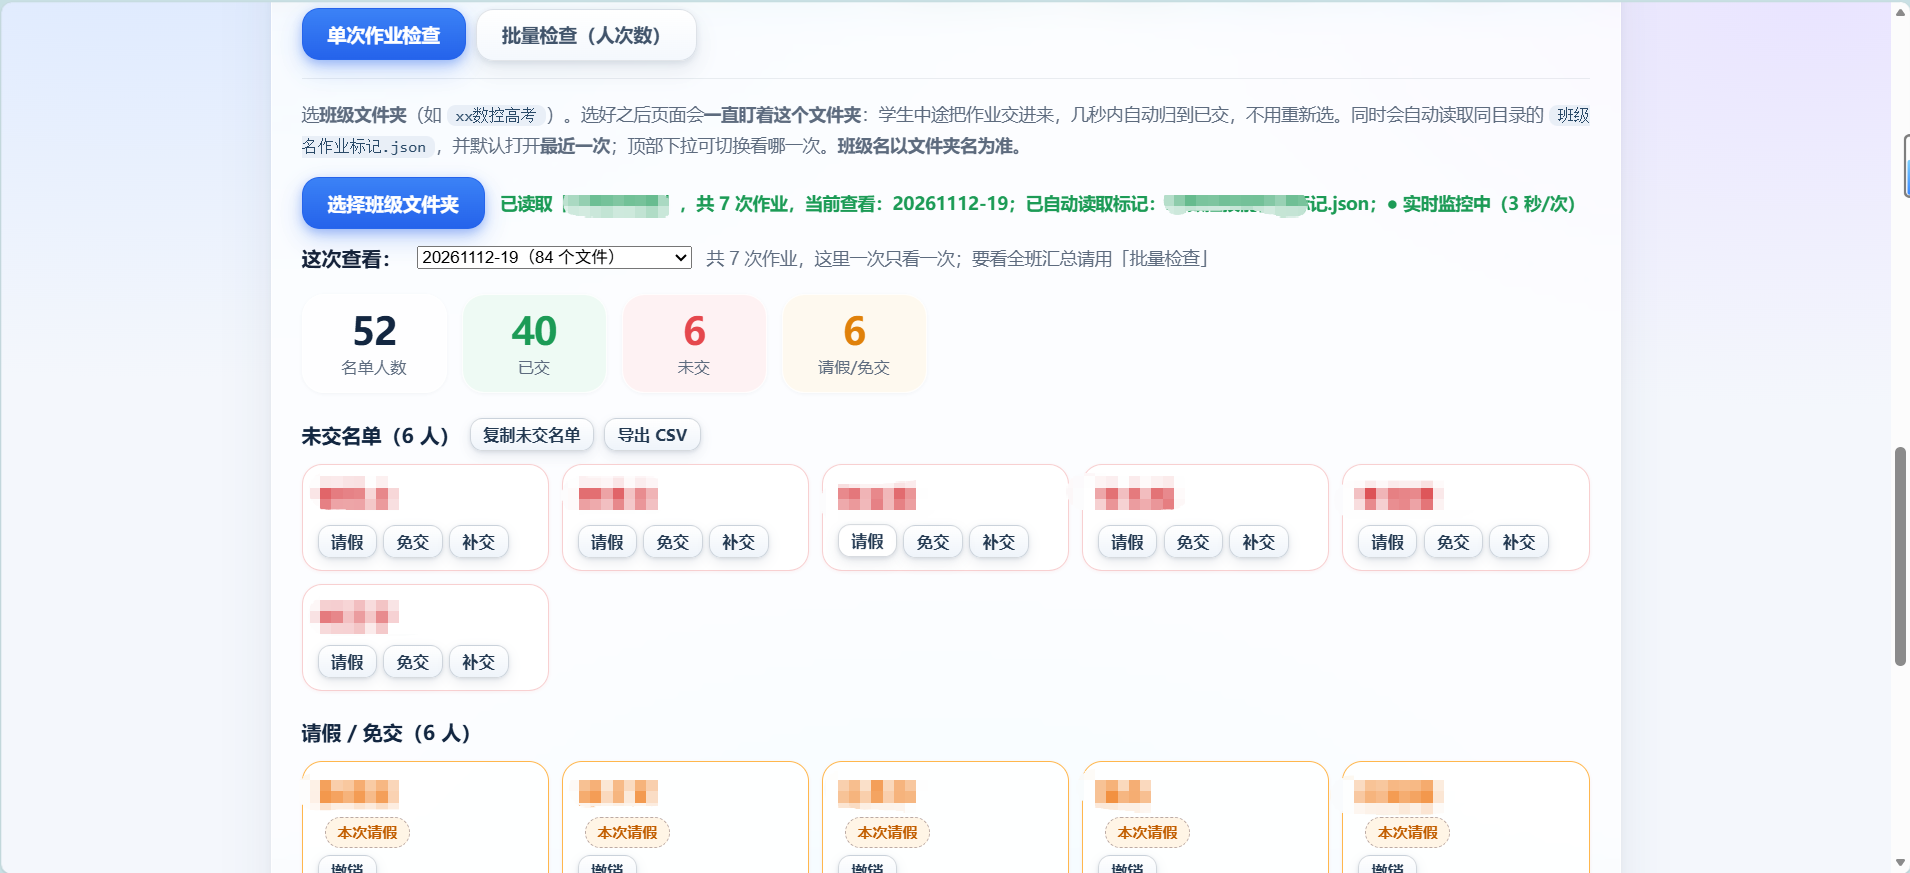 单次作业检查 批量检查（人次数）
选班级文件夹（如 xx数控高考 ）。选好之后页面会一直盯着这个文件夹：学生中途把作业交进来，几秒内自动归到已交，不用重新选。同时会自动读取同目录的 班级
名作业标记.json ，并默认打开最近一次；顶部下拉可切换看哪一次。班级名以文件夹名为准。
选择班级文件夹 已读取 ，共 7 次作业，当前查看：20261112-19；已自动读取标记： 记.json；● 实时监控中（3 秒/次）
这次查看： 20261112-19（84 个文件） 共 7 次作业，这里一次只看一次；要看全班汇总请用「批量检查」
52 40 6 6
名单人数 已交 未交 请假/免交
未交名单（6 人） 复制未交名单 导出 CSV
请假 免交 补交 请假 免交 补交 请假 免交 补交 请假 免交 补交 请假 免交 补交
请假 免交 补交
请假 / 免交（6 人）
本次请假 本次请假 本次请假 本次请假 本次请假
撤销 撤销 撤销 撤销 撤销